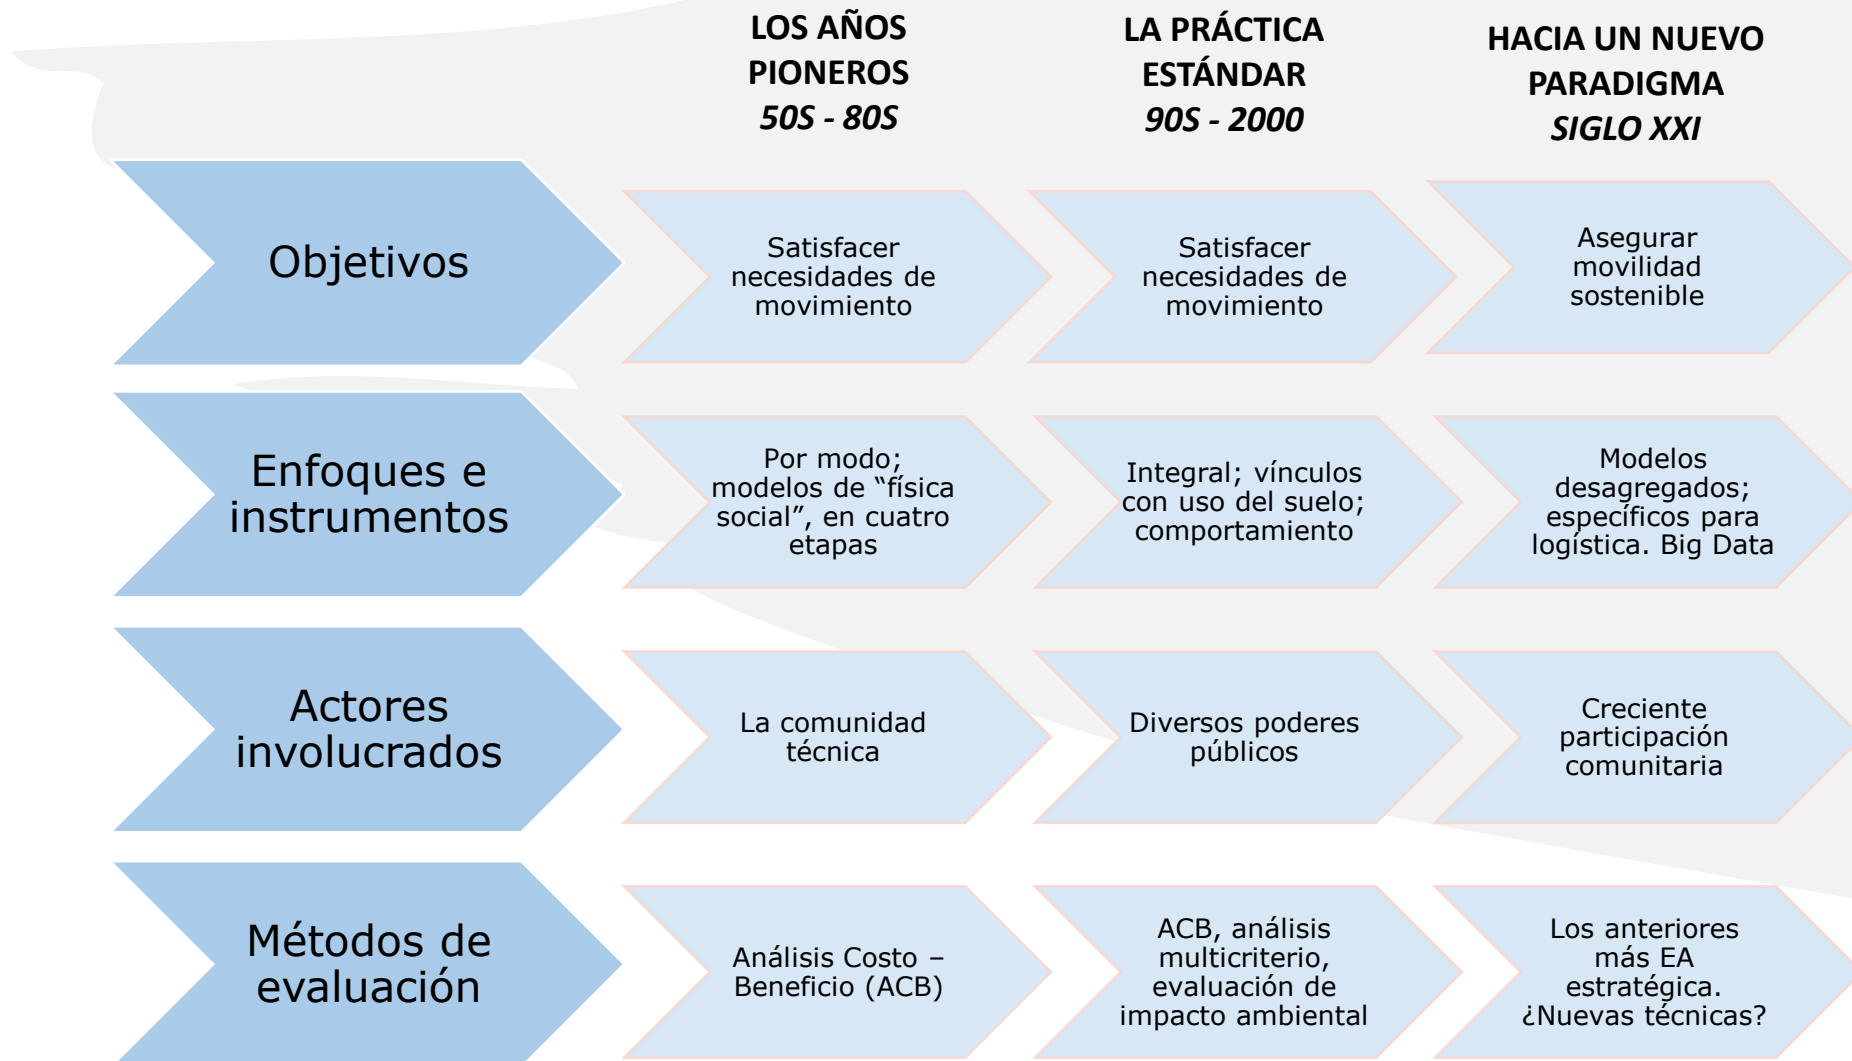 LOS AÑOS
PIONEROS
50S - 80S
LA PRÁCTICA
ESTÁNDAR
90S - 2000
HACIA UN NUEVO
PARADIGMA
SIGLO XXI
Objetivos
Satisfacer
necesidades de
movimiento
Satisfacer
necesidades de
movimiento
Asegurar
movilidad
sostenible
Enfoques e
instrumentos
Por modo;
modelos de “física
social”, en cuatro
etapas
Integral; vínculos
con uso del suelo;
comportamiento
Modelos
desagregados;
específicos para
logística. Big Data
Actores
involucrados
La comunidad
técnica
Diversos poderes
públicos
Creciente
participación
comunitaria
Métodos de
evaluación
Análisis Costo –
Beneficio (ACB)
ACB, análisis
multicriterio,
evaluación de
impacto ambiental
Los anteriores
más EA
estratégica.
¿Nuevas técnicas?